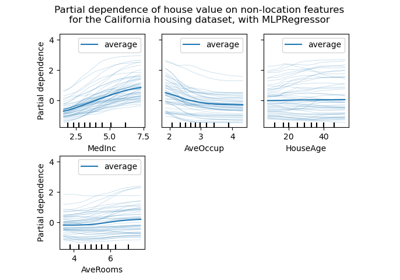 Partial dependence of house value on non-location features
for the California housing dataset, with MLPRegressor
Partial dependence
4
2
0
average
2.5 5.0 7.5
MedInc
average
2 3 4
AveOccup
average
20 40
HouseAge
Partial dependence
4
2
0
average
4 6
AveRooms